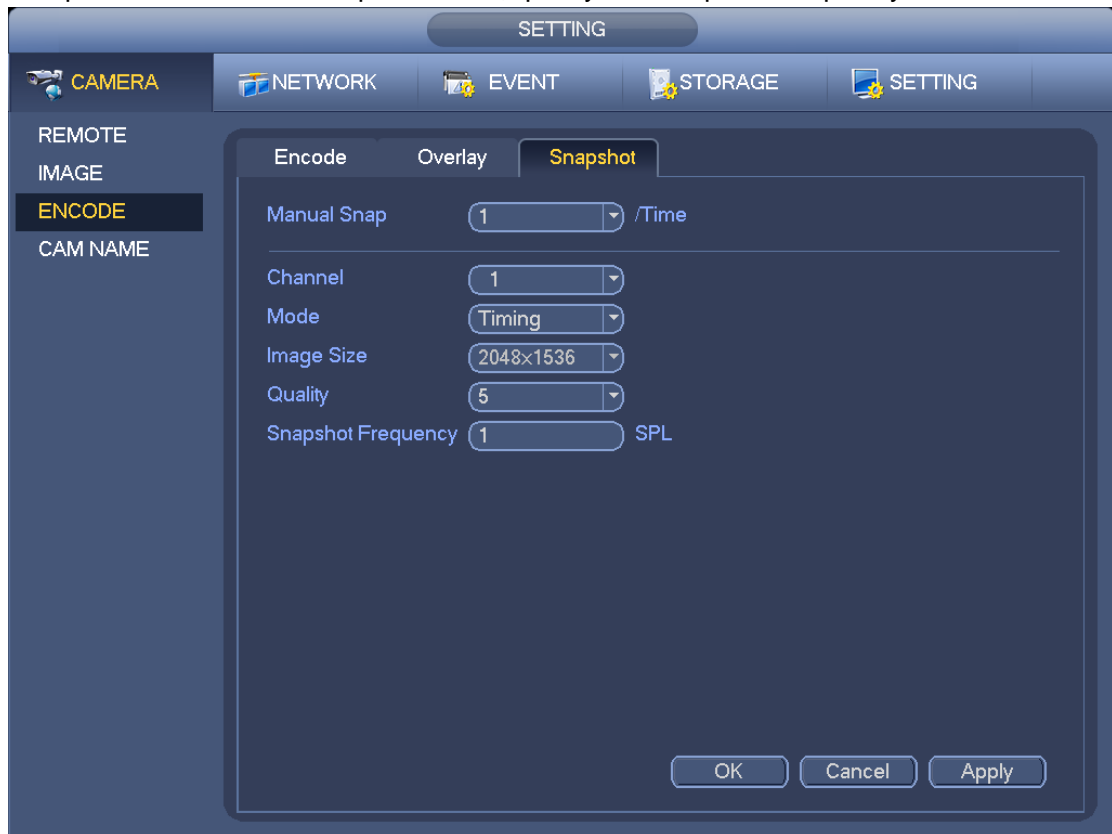 SETTING
CAMERA NETWORK EVENT STORAGE SETTING
REMOTE
IMAGE
ENCODE
CAM NAME
Encode Overlay Snapshot
Manual Snap 1 /Time
Channel 1
Mode Timing
Image Size 2048×1536
Quality 5
Snapshot Frequency 1 SPL
OK Cancel Apply